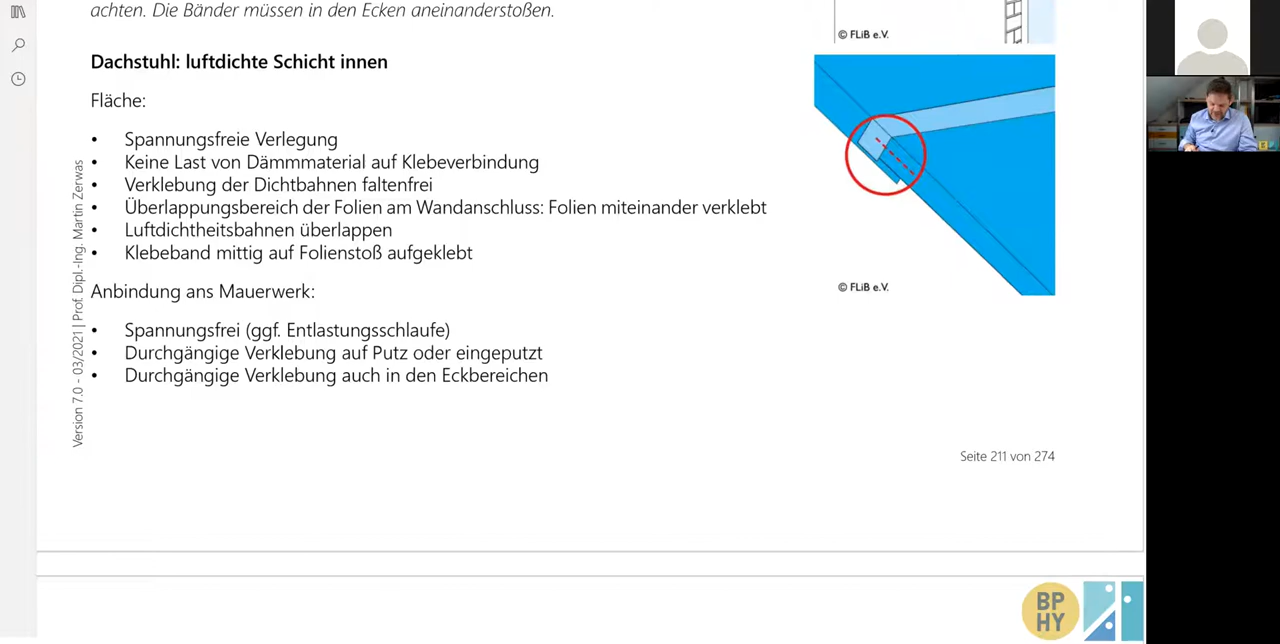 achten. Die Bänder müssen in den Ecken aneinanderstoßen.
© FLiB e.V.
Dachstuhl: luftdichte Schicht innen
Fläche:
• Spannungsfreie Verlegung
• Keine Last von Dämmmaterial auf Klebeverbindung
• Verklebung der Dichtbahnen faltenfrei
• Überlappungsbereich der Folien am Wandanschluss: Folien miteinander verklebt
• Luftdichtheitsbahnen überlappen
• Klebeband mittig auf Folienstoß aufgeklebt
© FLiB e.V.
Anbindung ans Mauerwerk:
• Spannungsfrei (ggf. Entlastungsschlaufe)
• Durchgängige Verklebung auf Putz oder eingeputzt
• Durchgängige Verklebung auch in den Eckbereichen
Version 7.0 - 03/2021 | Prof. Dipl.-Ing. Martin Zerwas
Seite 211 von 274
BP
HY